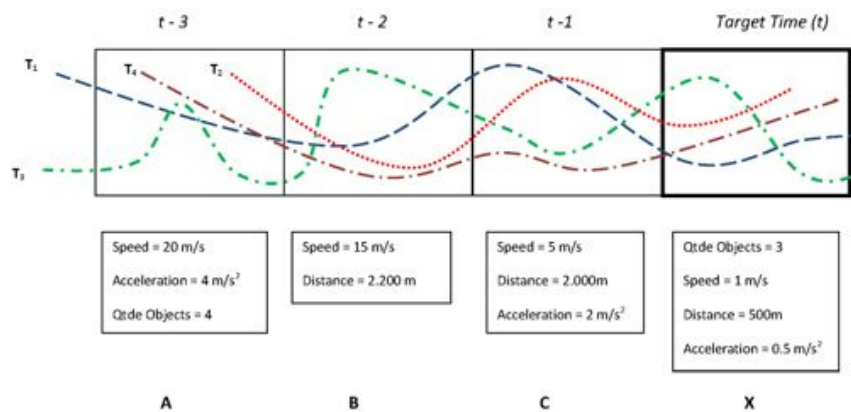 t - 3
t - 2
t -1
Target Time (t)
T1
T4
T2
T3
Speed = 20 m/s
Acceleration = 4 m/s²
Qtde Objects = 4
Speed = 15 m/s
Distance = 2.200 m
Speed = 5 m/s
Distance = 2.000m
Acceleration = 2 m/s²
Qtde Objects = 3
Speed = 1 m/s
Distance = 500m
Acceleration = 0.5 m/s²
A
B
C
X